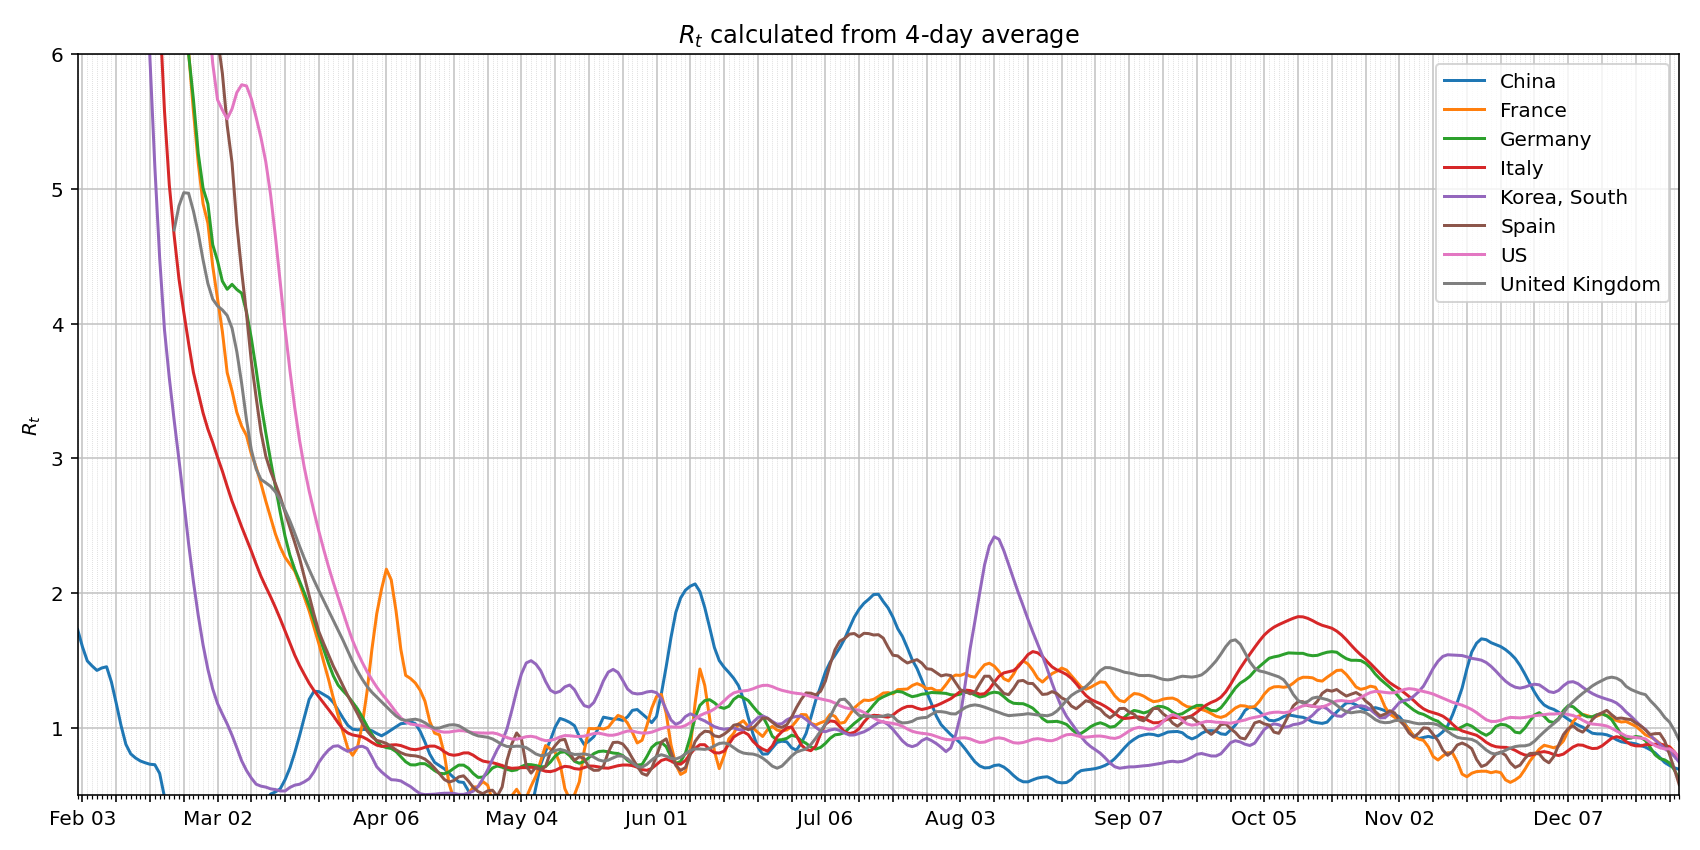 R_t calculated from 4-day average
6
5
4
3
2
1
R_t
China
France
Germany
Italy
Korea, South
Spain
US
United Kingdom
Feb 03 Mar 02 Apr 06 May 04 Jun 01 Jul 06 Aug 03 Sep 07 Oct 05 Nov 02 Dec 07